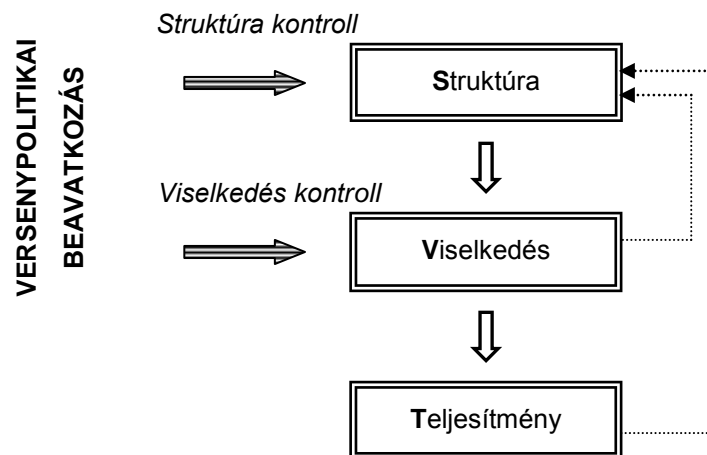 VERSENYPOLITIKAI
BEAVATKOZÁS
Struktúra kontroll
Struktúra
Viselkedés kontroll
Viselkedés
Teljesítmény